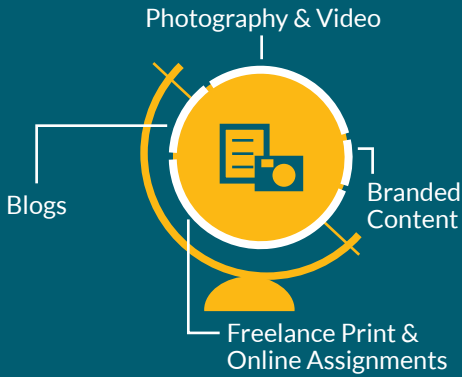 Photography & Video
Blogs
Branded
Content
Freelance Print &
Online Assignments